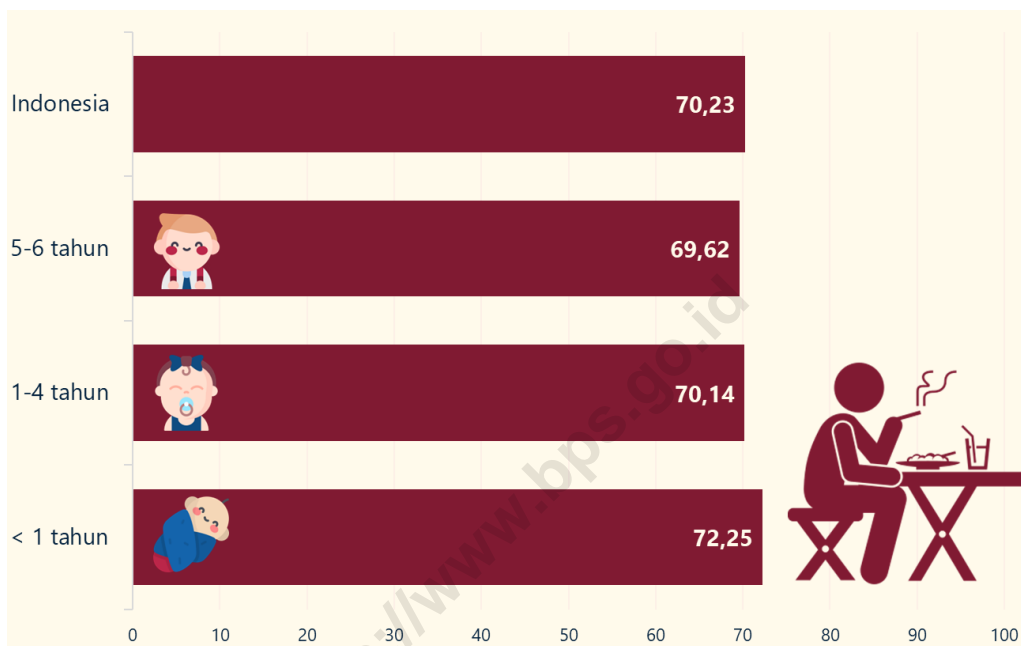 Indonesia
70,23
5-6 tahun
69,62
1-4 tahun
70,14
< 1 tahun
72,25
0 10 20 30 40 50 60 70 80 90 100
://www.bps.go.id